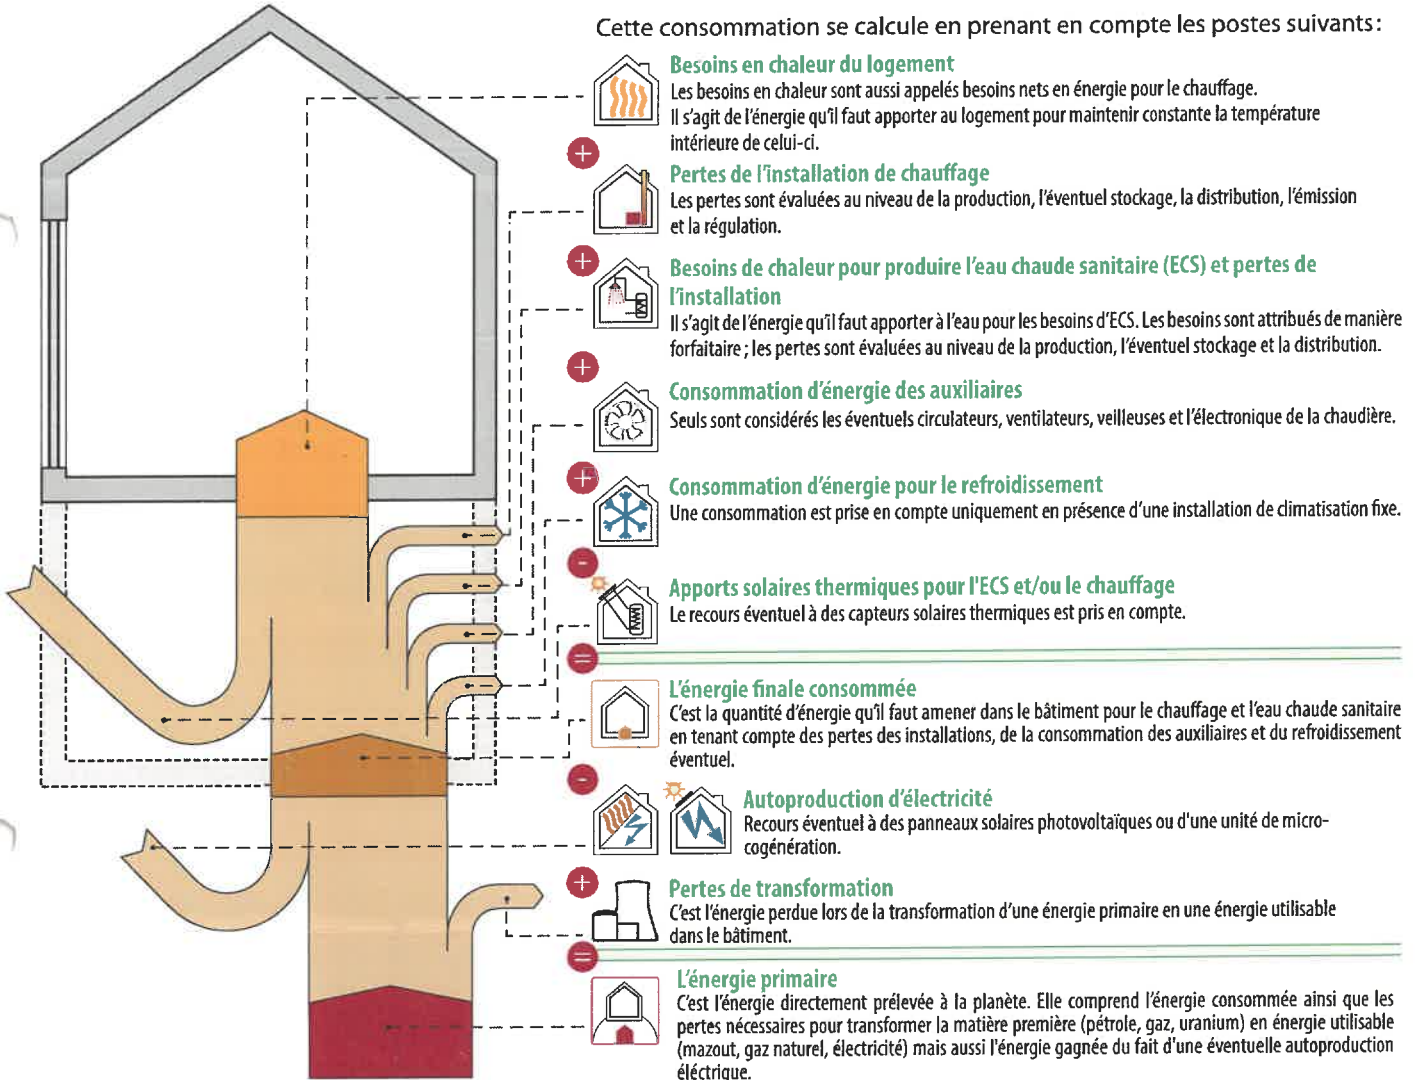 Cette consommation se calcule en prenant en compte les postes suivants :
Besoins en chaleur du logement
Les besoins en chaleur sont aussi appelés besoins nets en énergie pour le chauffage.
Il s'agit de l'énergie qu'il faut apporter au logement pour maintenir constante la température
intérieure de celui-ci.
+
Pertes de l'installation de chauffage
Les pertes sont évaluées au niveau de la production, l'éventuel stockage, la distribution, l'émission
et la régulation.
+
Besoins de chaleur pour produire l'eau chaude sanitaire (ECS) et pertes de
l'installation
Il s'agit de l'énergie qu'il faut apporter à l'eau pour les besoins d'ECS. Les besoins sont attribués de manière
forfaitaire ; les pertes sont évaluées au niveau de la production, l'éventuel stockage et la distribution.
+
Consommation d'énergie des auxiliaires
Seuls sont considérés les éventuels circulateurs, ventilateurs, veilleuses et l'électronique de la chaudière.
+
Consommation d'énergie pour le refroidissement
Une consommation est prise en compte uniquement en présence d'une installation de climatisation fixe.
-
Apports solaires thermiques pour l'ECS et/ou le chauffage
Le recours éventuel à des capteurs solaires thermiques est pris en compte.
=
L'énergie finale consommée
C'est la quantité d'énergie qu'il faut amener dans le bâtiment pour le chauffage et l'eau chaude sanitaire
en tenant compte des pertes des installations, de la consommation des auxiliaires et du refroidissement
éventuel.
-
Autoproduction d'électricité
Recours éventuel à des panneaux solaires photovoltaïques ou d'une unité de micro-
cogénération.
+
Pertes de transformation
C'est l'énergie perdue lors de la transformation d'une énergie primaire en une énergie utilisable
dans le bâtiment.
=
L'énergie primaire
C'est l'énergie directement prélevée à la planète. Elle comprend l'énergie consommée ainsi que les
pertes nécessaires pour transformer la matière première (pétrole, gaz, uranium) en énergie utilisable
(mazout, gaz naturel, électricité) mais aussi l'énergie gagnée du fait d'une éventuelle autoproduction
éléctrique.